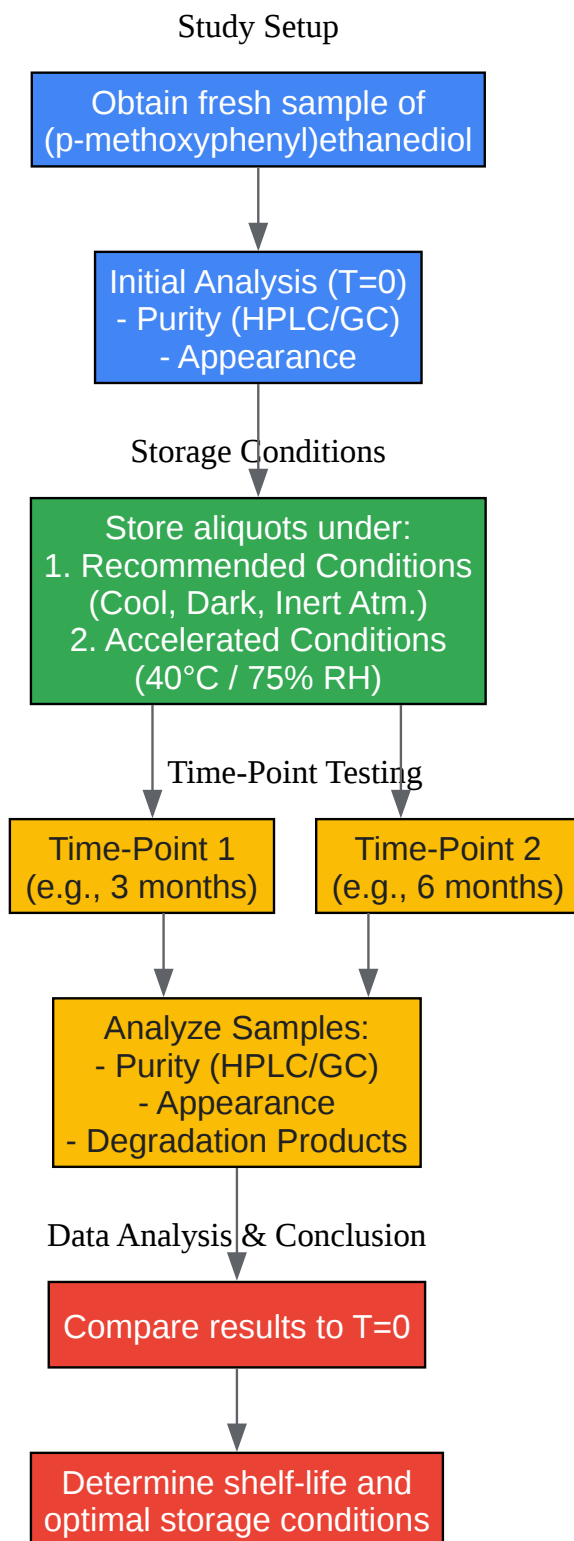 Study Setup
Obtain fresh sample of
(p-methoxyphenyl)ethanediol
Initial Analysis (T=0)
- Purity (HPLC/GC)
- Appearance
Storage Conditions
Store aliquots under:
1. Recommended Conditions
(Cool, Dark, Inert Atm.)
2. Accelerated Conditions
(40°C / 75% RH)
Time-Point Testing
Time-Point 1
(e.g., 3 months)
Time-Point 2
(e.g., 6 months)
Analyze Samples:
- Purity (HPLC/GC)
- Appearance
- Degradation Products
Data Analysis & Conclusion
Compare results to T=0
Determine shelf-life and
optimal storage conditions